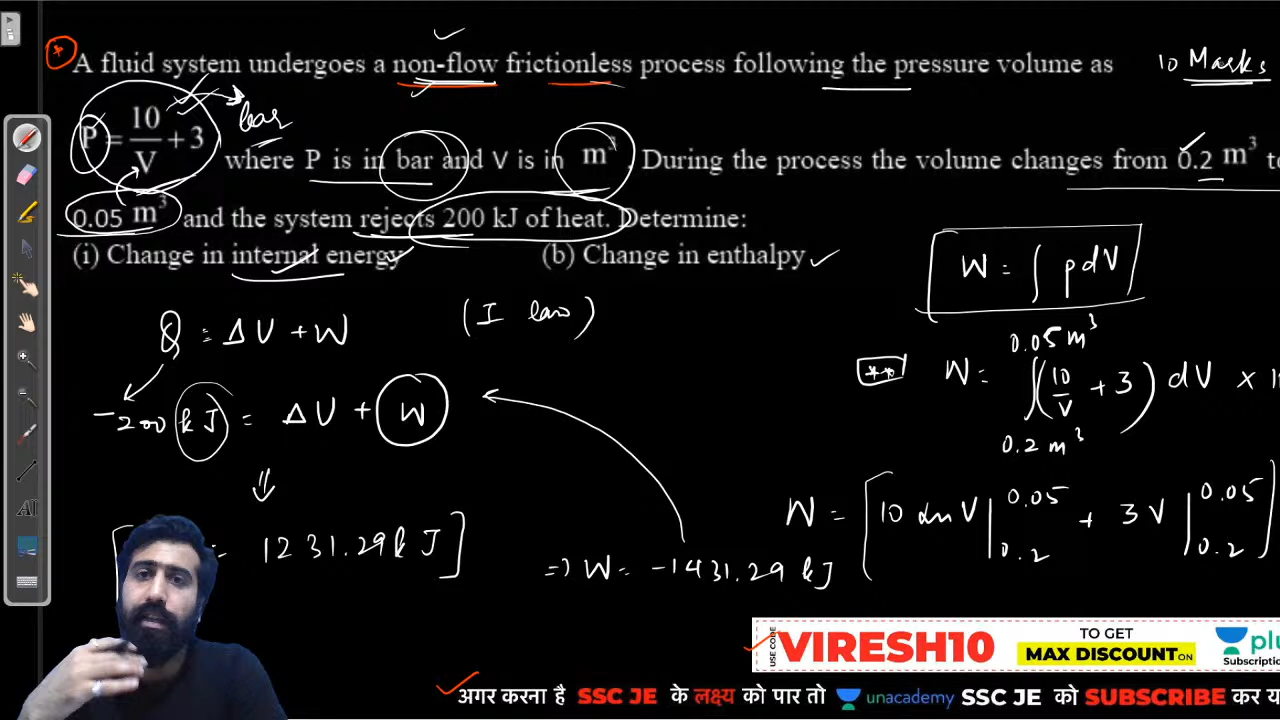 A fluid system undergoes a non-flow frictionless process following the pressure volume as
10 Marks
P = 10/V + 3 where P is in bar and V is in m³. During the process the volume changes from 0.2 m³
bar
0.05 m³ and the system rejects 200 kJ of heat. Determine:
(i) Change in internal energy (b) Change in enthalpy
W = ∫ pdV
Q = ΔU + W (I law)
** W = ∫ (10/V + 3) dV ×
0.05 m³
0.2 m³
-200 kJ = ΔU + W
⇓
W = [10 ln V |0.05 0.2 + 3V |0.05 0.2
= 1231.29 kJ]
=> W = -1431.29 kJ
USE CODE VIRESH10 TO GET MAX DISCOUNT ON
Subscription
अगर करना है SSC JE के लक्ष्य को पार तो unacademy SSC JE को SUBSCRIBE कर